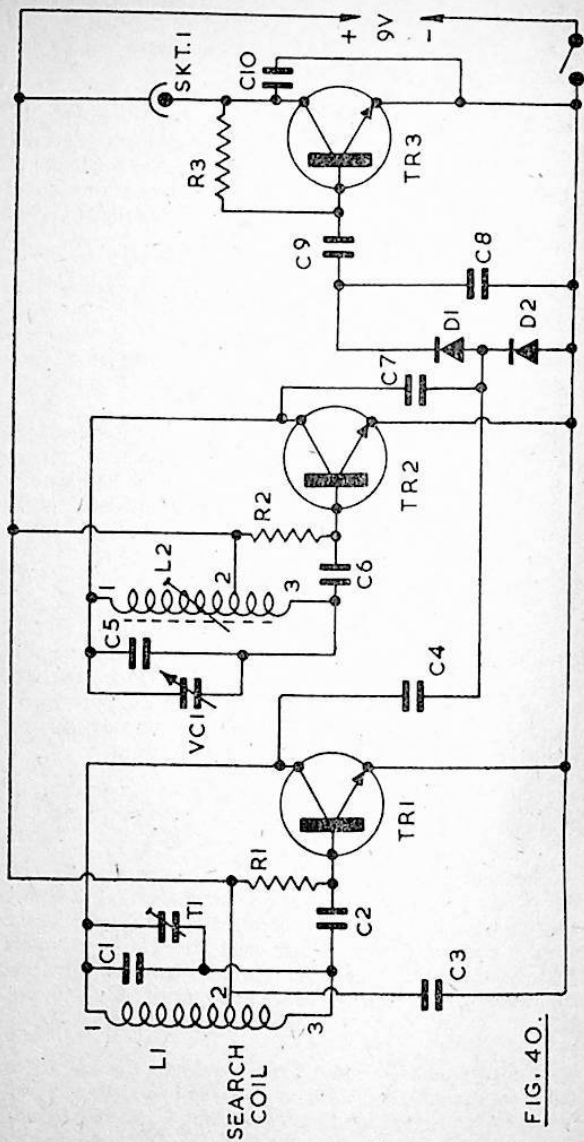 SEARCH
COIL
L1
1
2
3
C1
T1
R1
C2
C3
TR1
C4
VC1
C5
1
L2
2
3
R2
C6
TR2
C7
D1
D2
C8
C9
R3
TR3
C10
SKT.1
+
9V
-
FIG. 40.